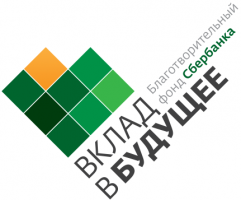 Благотворительный
фонд Сбербанка
ВКЛАД
В БУДУЩЕЕ